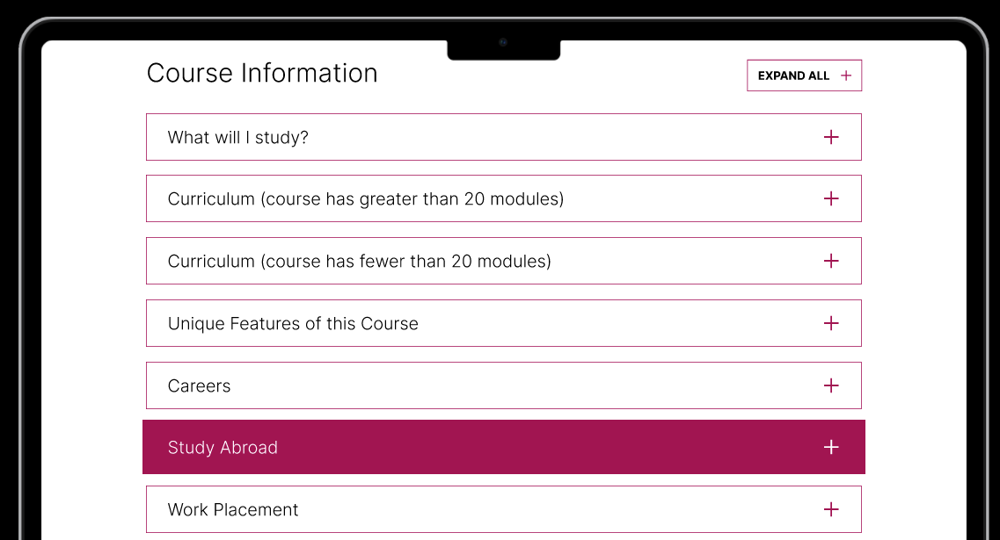 Course Information
EXPAND ALL
What will I study?
Curriculum (course has greater than 20 modules)
Curriculum (course has fewer than 20 modules)
Unique Features of this Course
Careers
Study Abroad
Work Placement